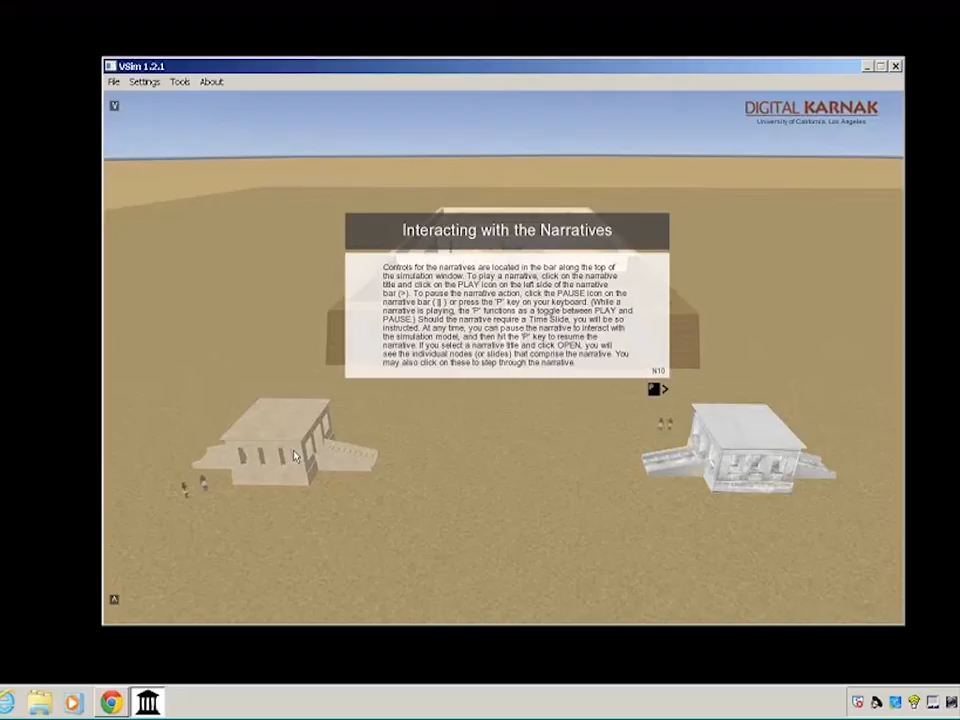 VSim 1.2.1
File Settings Tools About
V
DIGITAL KARNAK
University of California, Los Angeles
Interacting with the Narratives
Controls for the narratives are located in the bar along the top of
the simulation window. To play a narrative, click on the narrative
title and click on the PLAY icon on the left side of the narrative
bar (>). To pause the narrative action, click the PAUSE icon on the
narrative bar ( || ) or press the 'P' key on your keyboard. (While a
narrative is playing, the 'P' functions as a toggle between PLAY and
PAUSE.) Should the narrative require a Time Slide, you will be so
instructed. At any time, you can pause the narrative to interact with
the simulation model, and then hit the 'P' key to resume the
narrative. If you select a narrative title and click OPEN, you will
see the individual nodes (or slides) that comprise the narrative. You
may also click on these to step through the narrative.
N10